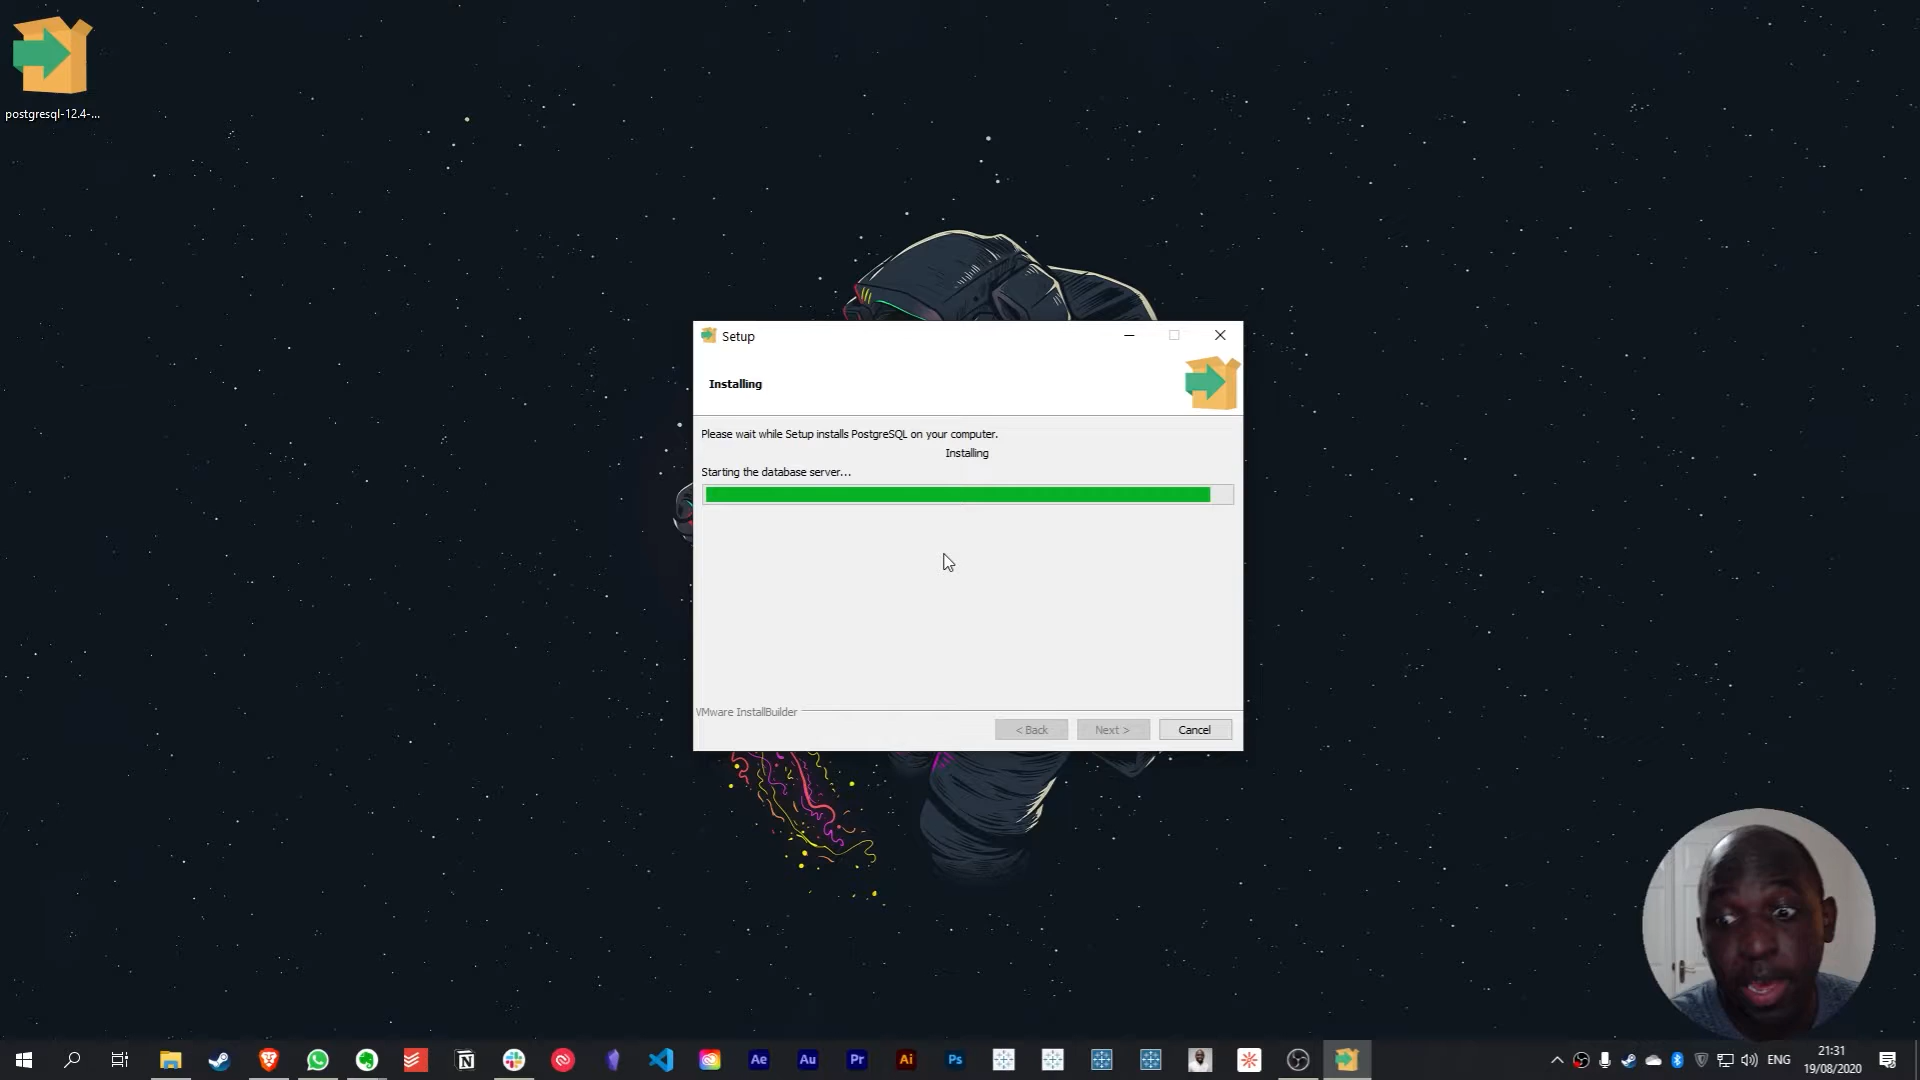 postgresql-12.4-...
Setup
Installing
Please wait while Setup installs PostgreSQL on your computer.
Installing
Starting the database server...
VMware InstallBuilder
< Back
Next >
Cancel
N
Ae
Au
Pr
Ai
Ps
ENG
21:31
19/08/2020